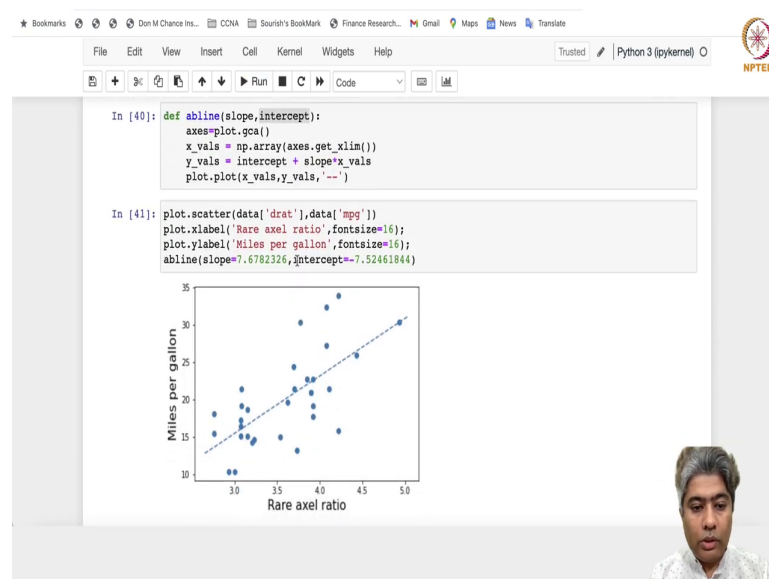 Bookmarks Don M Chance Ins... CCNA Sourish's BookMark Finance Research... Gmail Maps News Translate
File Edit View Insert Cell Kernel Widgets Help Trusted Python 3 (ipykernel)
Run Code
NPTEL
In [40]: def abline(slope,intercept):
axes=plot.gca()
x_vals = np.array(axes.get_xlim())
y_vals = intercept + slope*x_vals
plot.plot(x_vals,y_vals,'--')
In [41]: plot.scatter(data['drat'],data['mpg'])
plot.xlabel('Rare axel ratio',fontsize=16);
plot.ylabel('Miles per gallon',fontsize=16);
abline(slope=7.6782326,intercept=-7.52461844)
35
30
25
20
15
10
Miles per gallon
3.0 3.5 4.0 4.5 5.0
Rare axel ratio